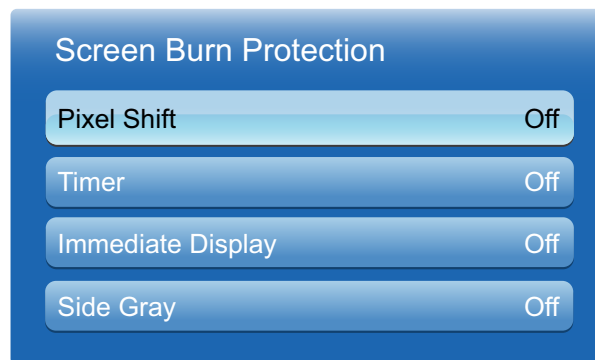 Screen Burn Protection
Pixel Shift Off
Timer Off
Immediate Display Off
Side Gray Off